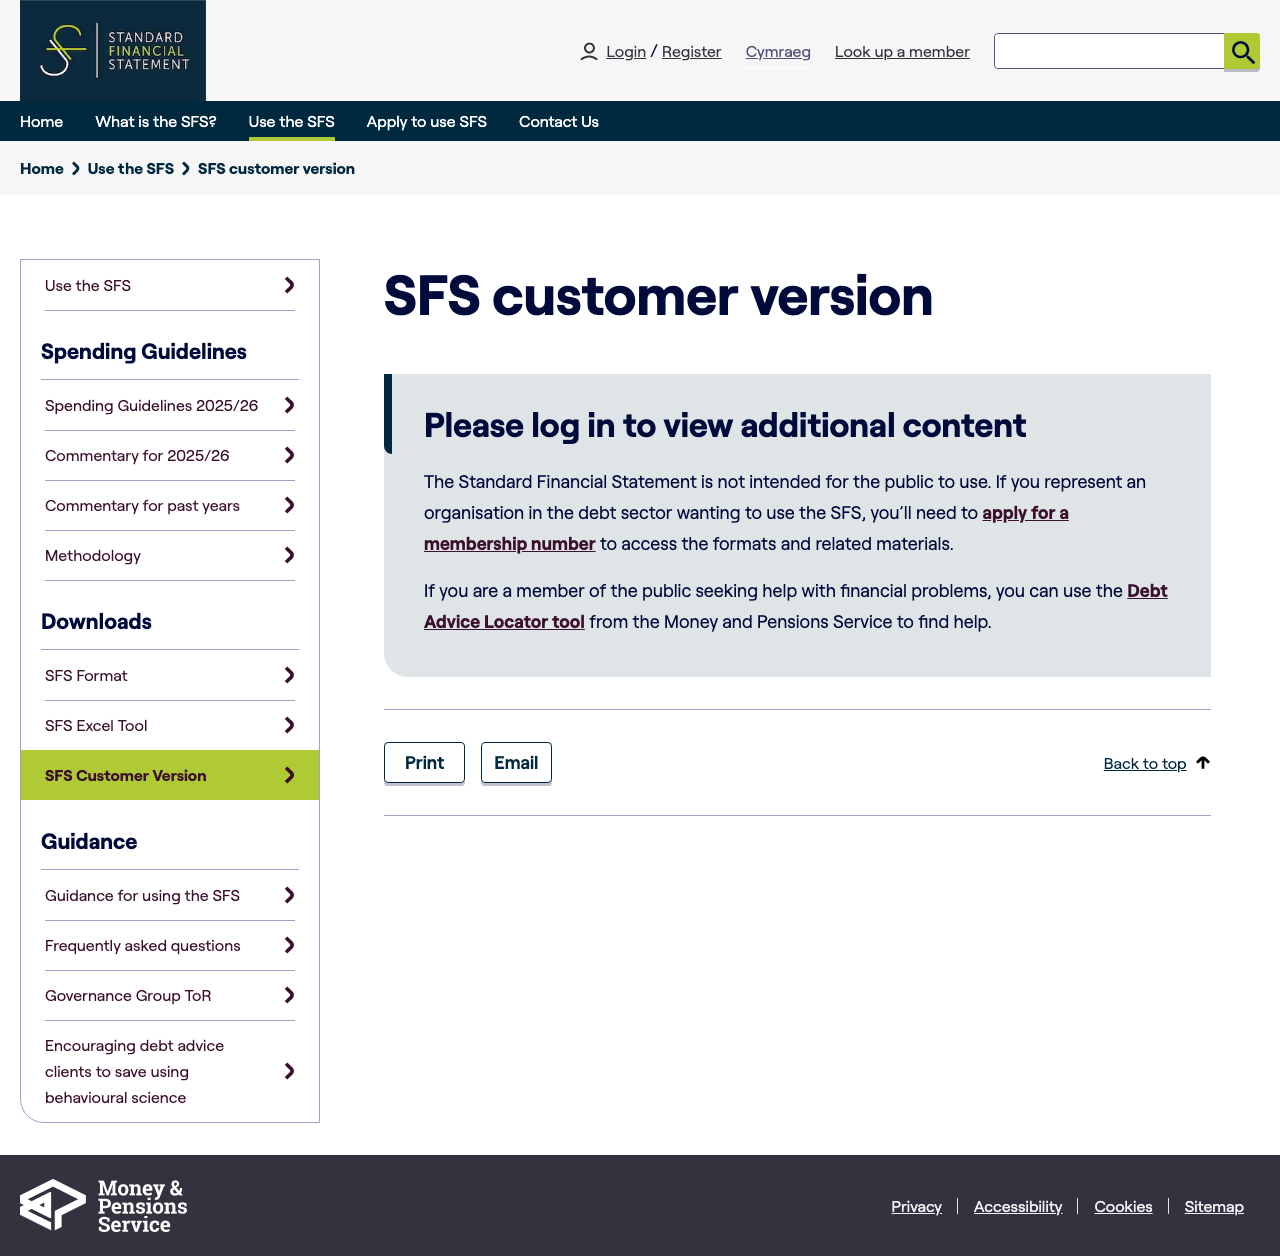 STANDARD
FINANCIAL
STATEMENT
Login / Register Cymraeg Look up a member
Home What is the SFS? Use the SFS Apply to use SFS Contact Us
Home Use the SFS SFS customer version
Use the SFS
Spending Guidelines
Spending Guidelines 2025/26
Commentary for 2025/26
Commentary for past years
Methodology
Downloads
SFS Format
SFS Excel Tool
SFS Customer Version
Guidance
Guidance for using the SFS
Frequently asked questions
Governance Group ToR
Encouraging debt advice
clients to save using
behavioural science
SFS customer version
Please log in to view additional content
The Standard Financial Statement is not intended for the public to use. If you represent an
organisation in the debt sector wanting to use the SFS, you’ll need to apply for a
membership number to access the formats and related materials.
If you are a member of the public seeking help with financial problems, you can use the Debt
Advice Locator tool from the Money and Pensions Service to find help.
Print Email Back to top
Money &
Pensions
Service
Privacy Accessibility Cookies Sitemap